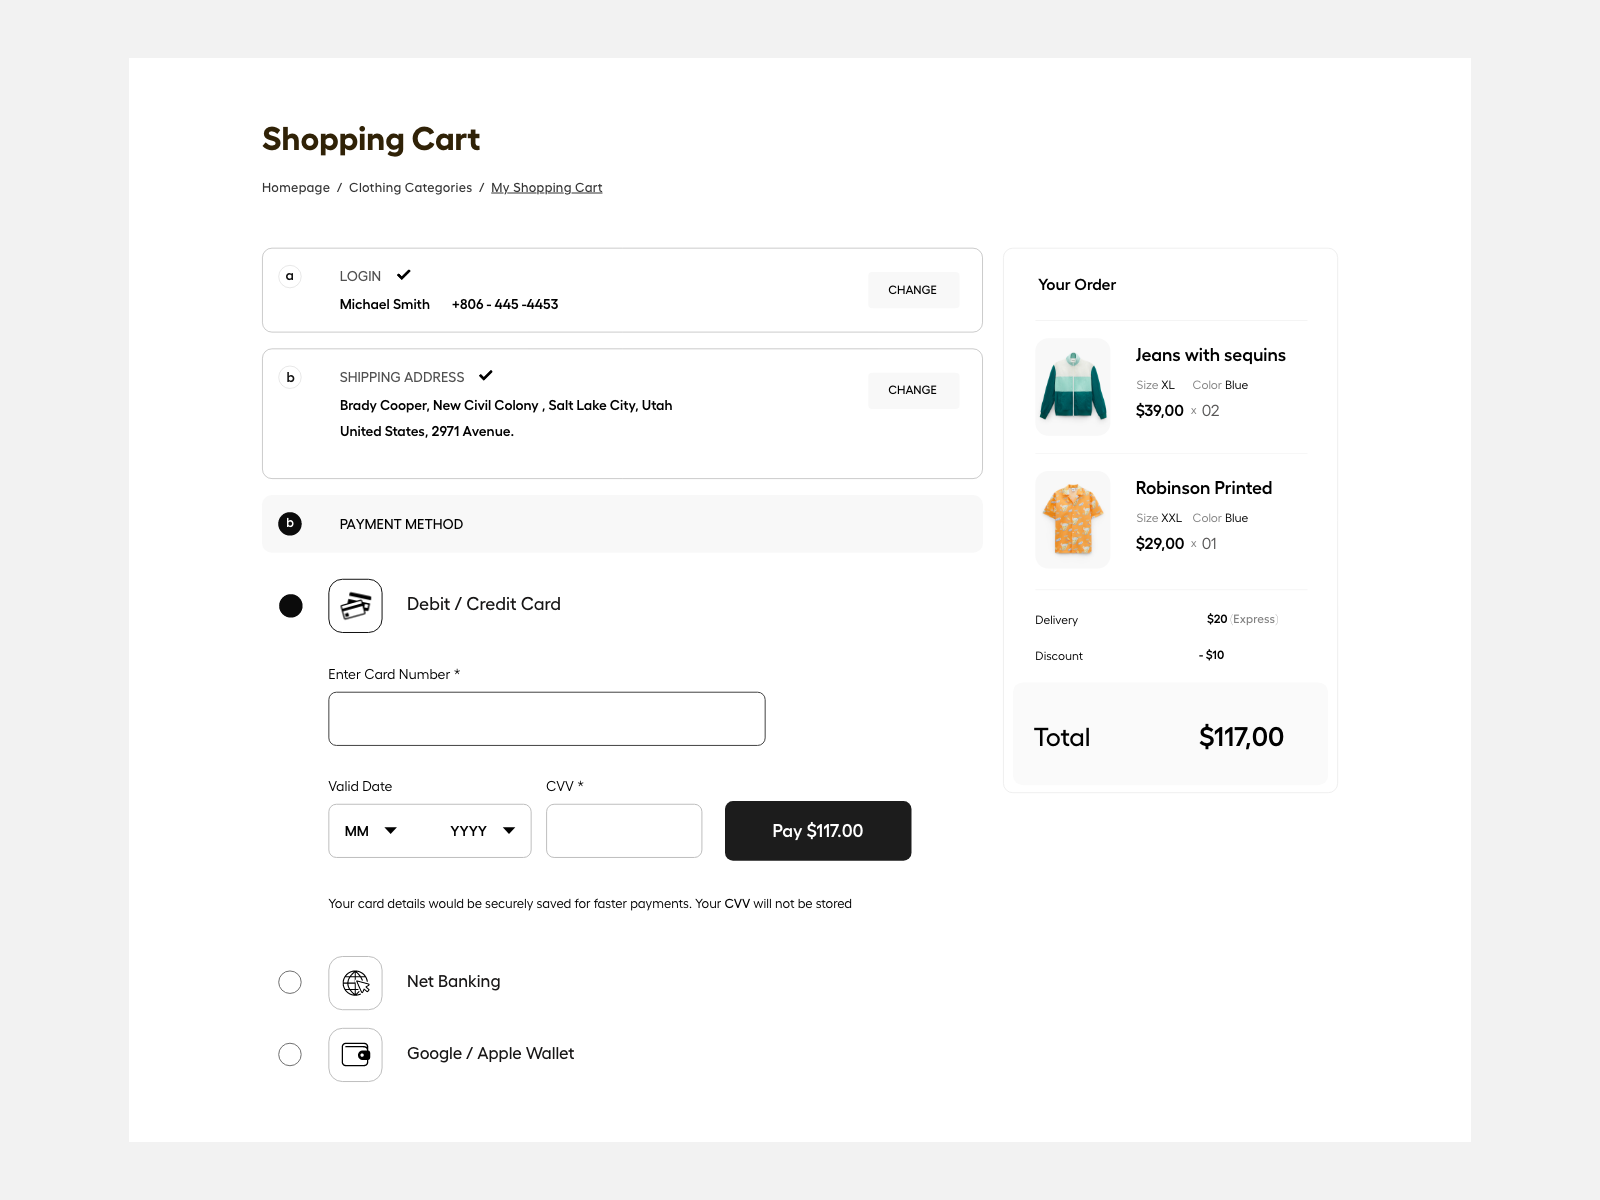 Shopping Cart
Homepage / Clothing Categories / My Shopping Cart
a
LOGIN
Michael Smith +806 - 445 -4453
CHANGE
b
SHIPPING ADDRESS
Brady Cooper, New Civil Colony , Salt Lake City, Utah
United States, 2971 Avenue.
CHANGE
b
PAYMENT METHOD
Debit / Credit Card
Enter Card Number *
Valid Date
CVV *
MM
YYYY
Pay $117.00
Your card details would be securely saved for faster payments. Your CVV will not be stored
Net Banking
Google / Apple Wallet
Your Order
Jeans with sequins
Size XL Color Blue
$39,00 x 02
Robinson Printed
Size XXL Color Blue
$29,00 x 01
Delivery $20 (Express)
Discount - $10
Total $117,00